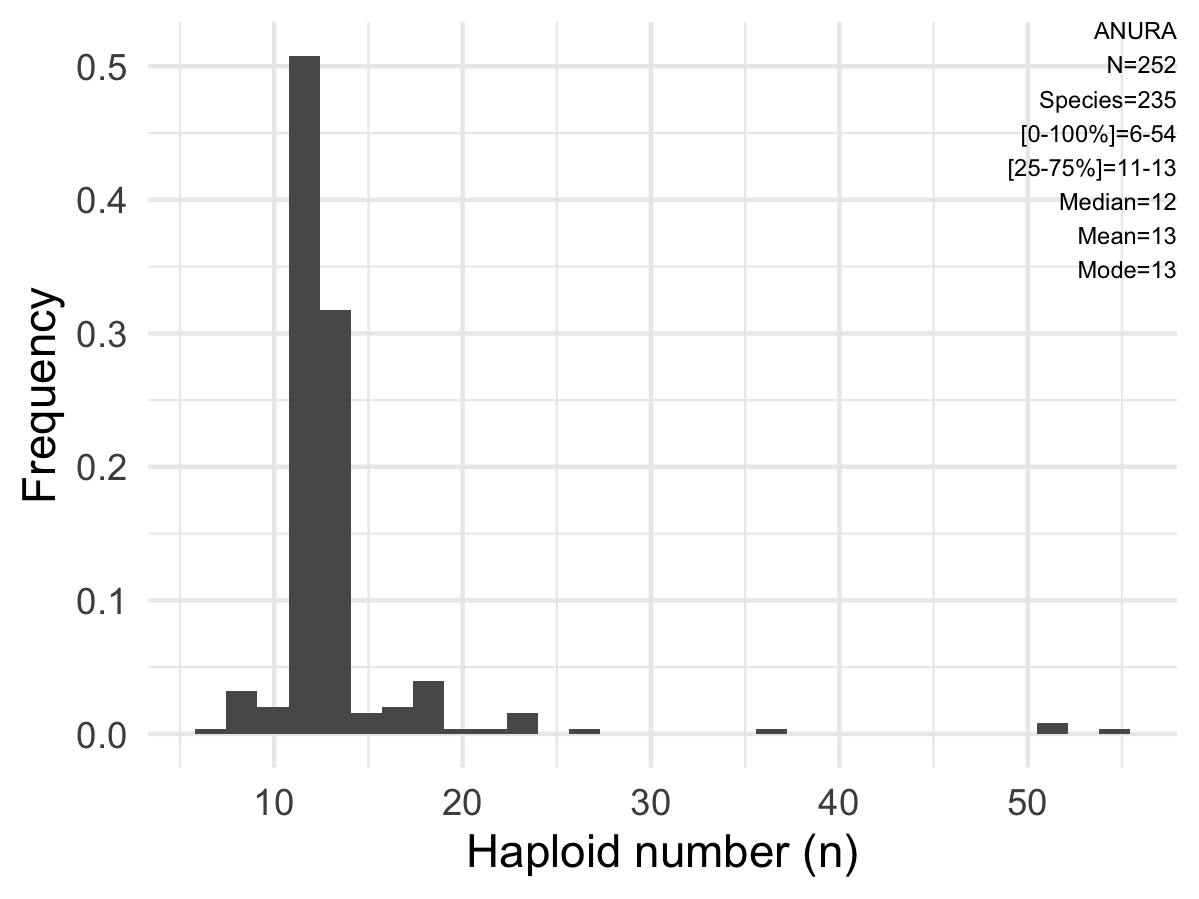 ANURA
N=252
Species=235
[0-100%]=6-54
[25-75%]=11-13
Median=12
Mean=13
Mode=13
0.5
0.4
0.3
0.2
0.1
0.0
Frequency
10 20 30 40 50
Haploid number (n)